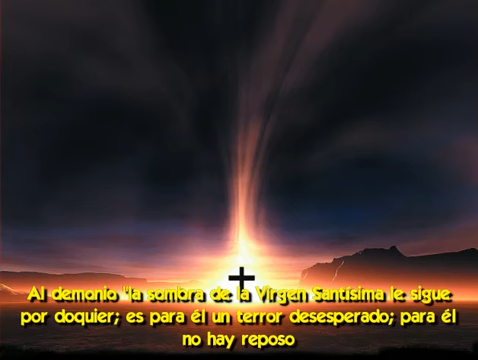 Al demonio "la sombra de la Virgen Santísima le sigue
por doquier; es para él un terror desesperado; para él
no hay reposo